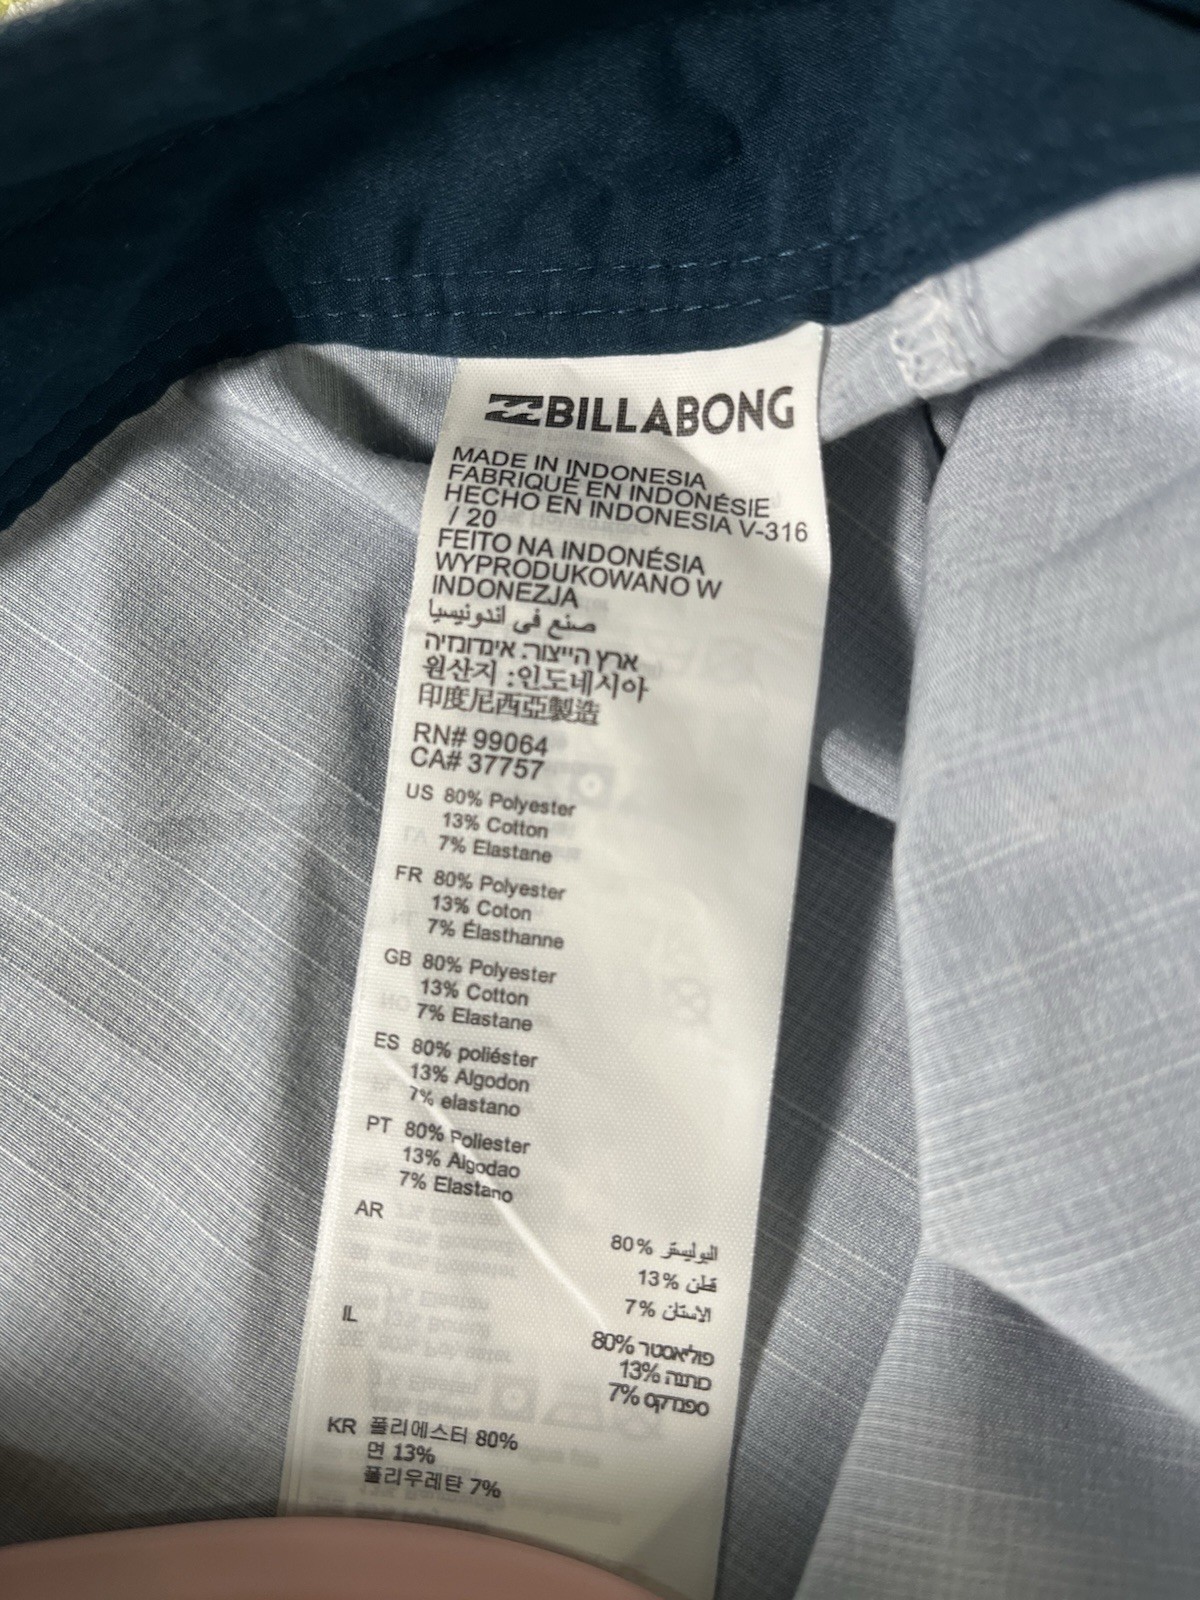 BILLABONG
MADE IN INDONESIA
FABRIQUÉ EN INDONÉSIE
HECHO EN INDONESIA V-316
/ 20
FEITO NA INDONÉSIA
WYPRODUKOWANO W
INDONEZJA
صنع في اندونيسيا
ארץ הייצור: אינדונזיה
원산지 :인도네시아
印度尼西亞製造
RN# 99064
CA# 37757
US 80% Polyester
13% Cotton
7% Elastane
FR 80% Polyester
13% Coton
7% Élasthanne
GB 80% Polyester
13% Cotton
7% Elastane
ES 80% poliéster
13% Algodon
7% elastano
PT 80% Poliester
13% Algodao
7% Elastano
AR
البوليستر 80%
قطن 13%
الاستان 7%
IL
פוליאסטר 80%
כותנה 13%
ספנדקס 7%
KR 폴리에스터 80%
면 13%
폴리우레탄 7%